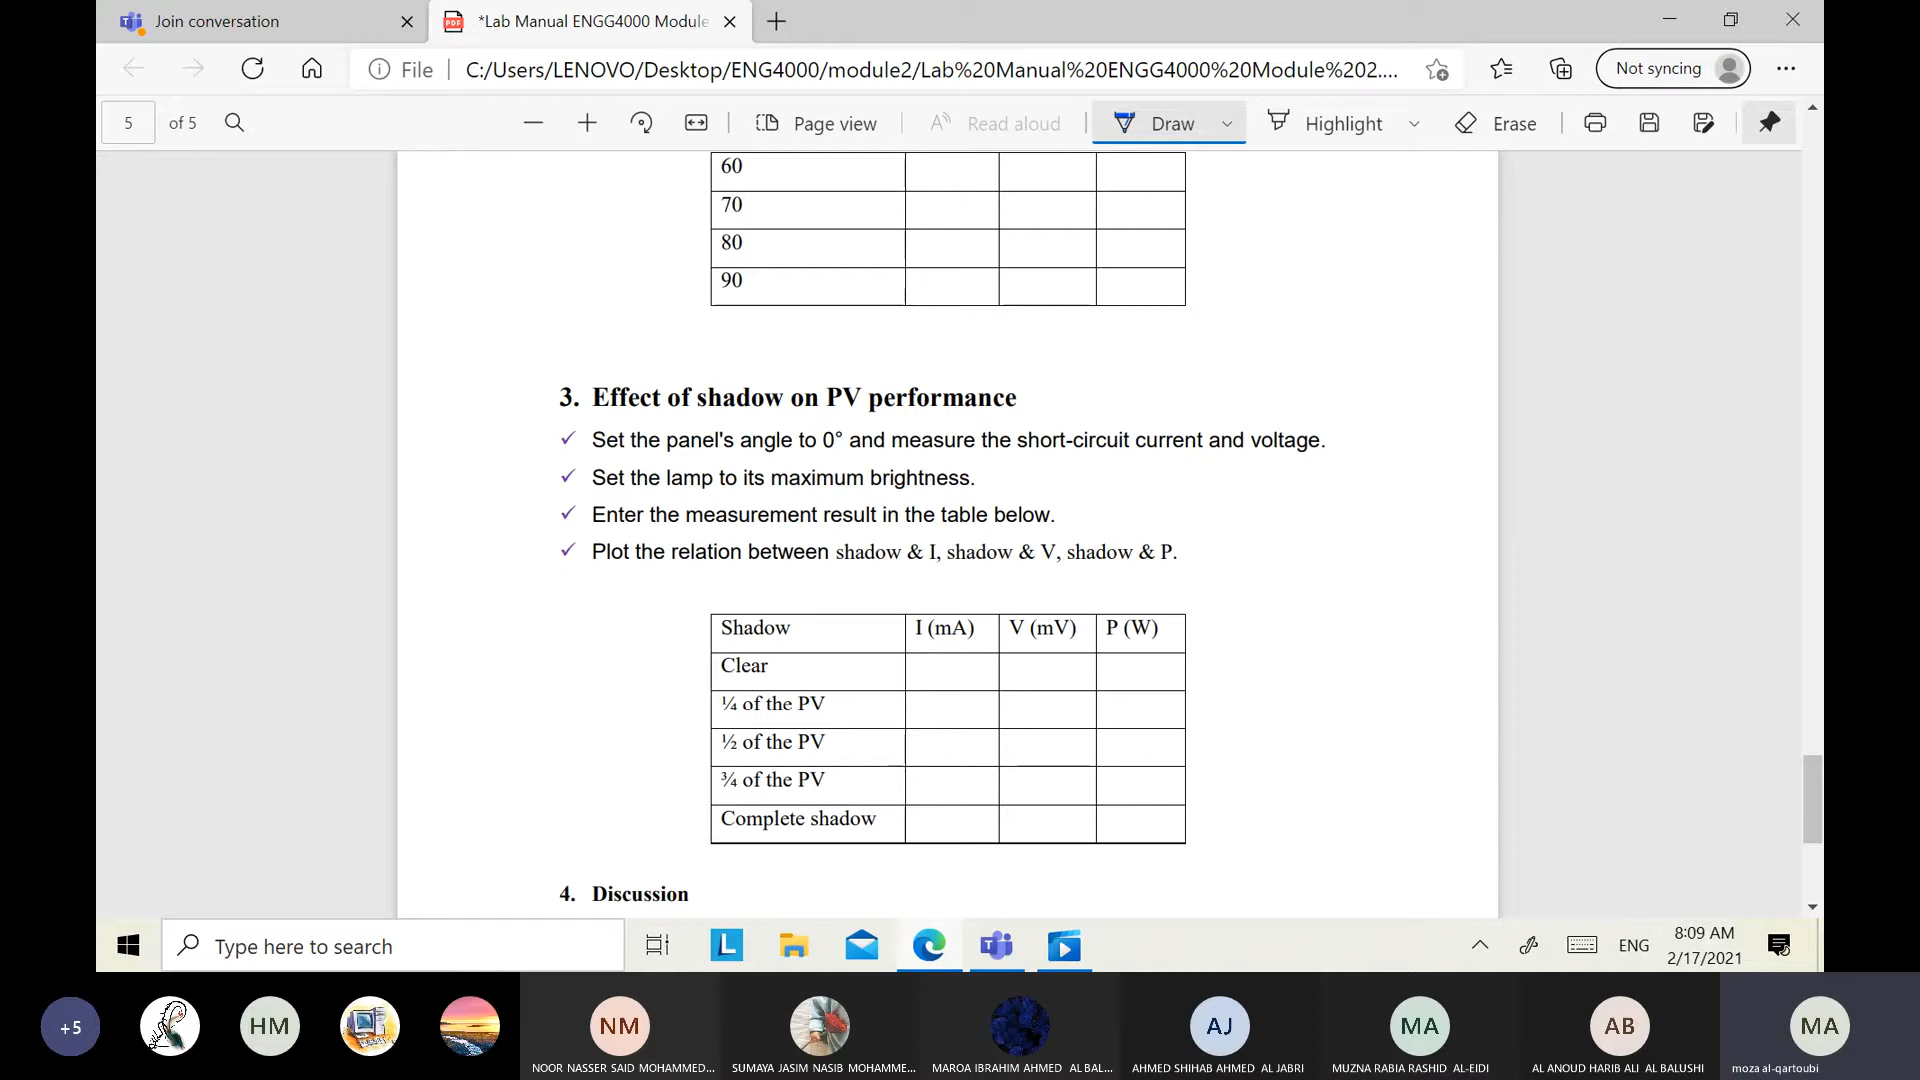 Join conversation
*Lab Manual ENGG4000 Module
File
C:/Users/LENOVO/Desktop/ENG4000/module2/Lab%20Manual%20ENGG4000%20Module%202....
Not syncing
5 of 5
Page view
Read aloud
Draw
Highlight
Erase
60
70
80
90
3. Effect of shadow on PV performance
✓ Set the panel's angle to 0° and measure the short-circuit current and voltage.
✓ Set the lamp to its maximum brightness.
✓ Enter the measurement result in the table below.
✓ Plot the relation between shadow & I, shadow & V, shadow & P.
Shadow I (mA) V (mV) P (W)
Clear
¼ of the PV
½ of the PV
¾ of the PV
Complete shadow
4. Discussion
Type here to search
ENG
8:09 AM
2/17/2021
+5
HM
NM
AJ
MA
AB
MA
NOOR NASSER SAID MOHAMMED...
SUMAYA JASIM NASIB MOHAMME...
MAROA IBRAHIM AHMED AL BAL...
AHMED SHIHAB AHMED AL JABRI
MUZNA RABIA RASHID AL-EIDI
AL ANOUD HARIB ALI AL BALUSHI
moza al-qartoubi